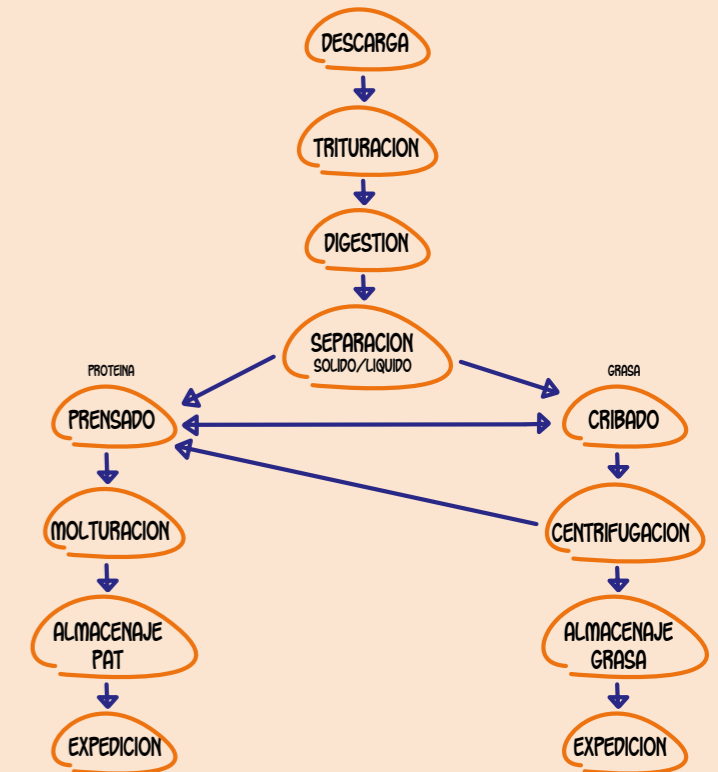 DESCARGA
TRITURACION
DIGESTION
SEPARACION
SOLIDO/LIQUIDO
PROTEINA
GRASA
PRENSADO
CRIBADO
MOLTURACION
CENTRIFUGACION
ALMACENAJE
PAT
ALMACENAJE
GRASA
EXPEDICION
EXPEDICION